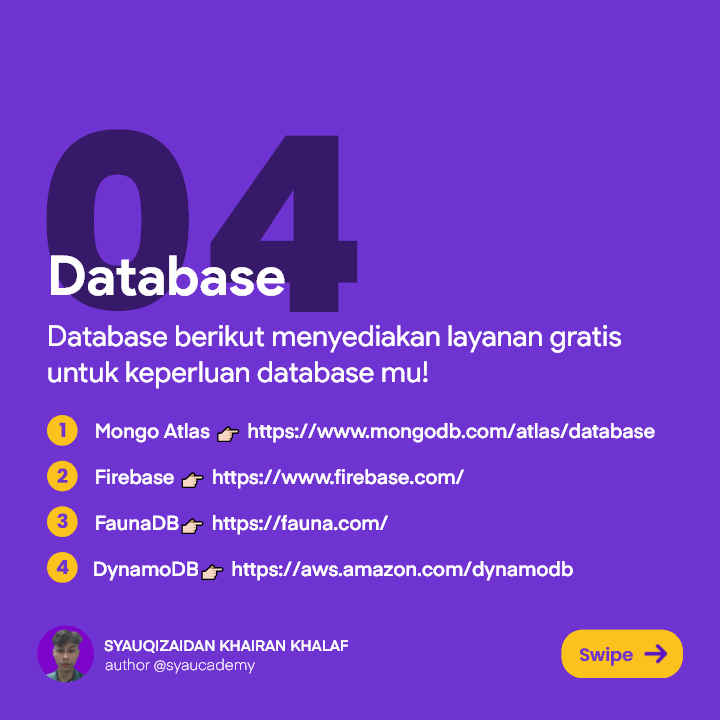 04
Database
Database berikut menyediakan layanan gratis
untuk keperluan database mu!
1 Mongo Atlas 👉🏻 https://www.mongodb.com/atlas/database
2 Firebase 👉🏻 https://www.firebase.com/
3 FaunaDB 👉🏻 https://fauna.com/
4 DynamoDB 👉🏻 https://aws.amazon.com/dynamodb
SYAUQIZAIDAN KHAIRAN KHALAF
author @syaucademy
Swipe →